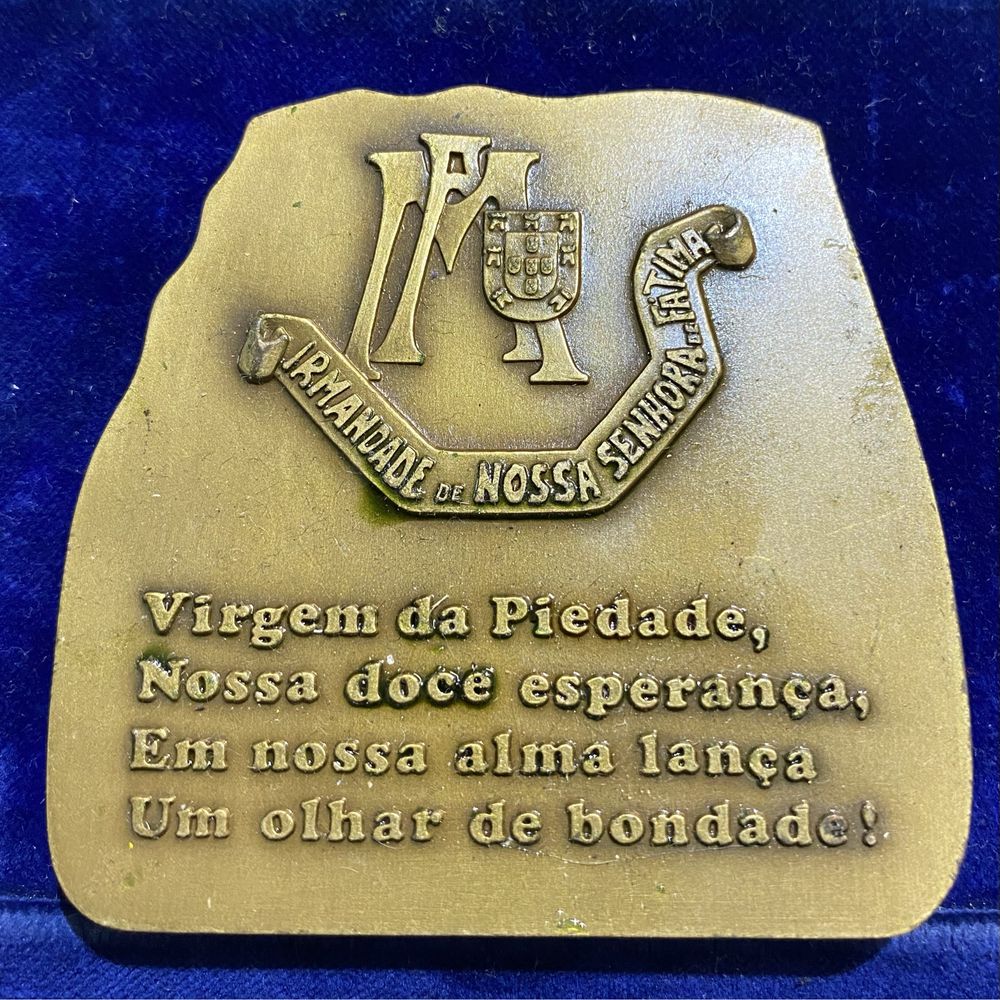 IRMANDADE DE NOSSA SENHORA DE FÁTIMA
Virgem da Piedade,
Nossa doce esperança,
Em nossa alma lança
Um olhar de bondade!